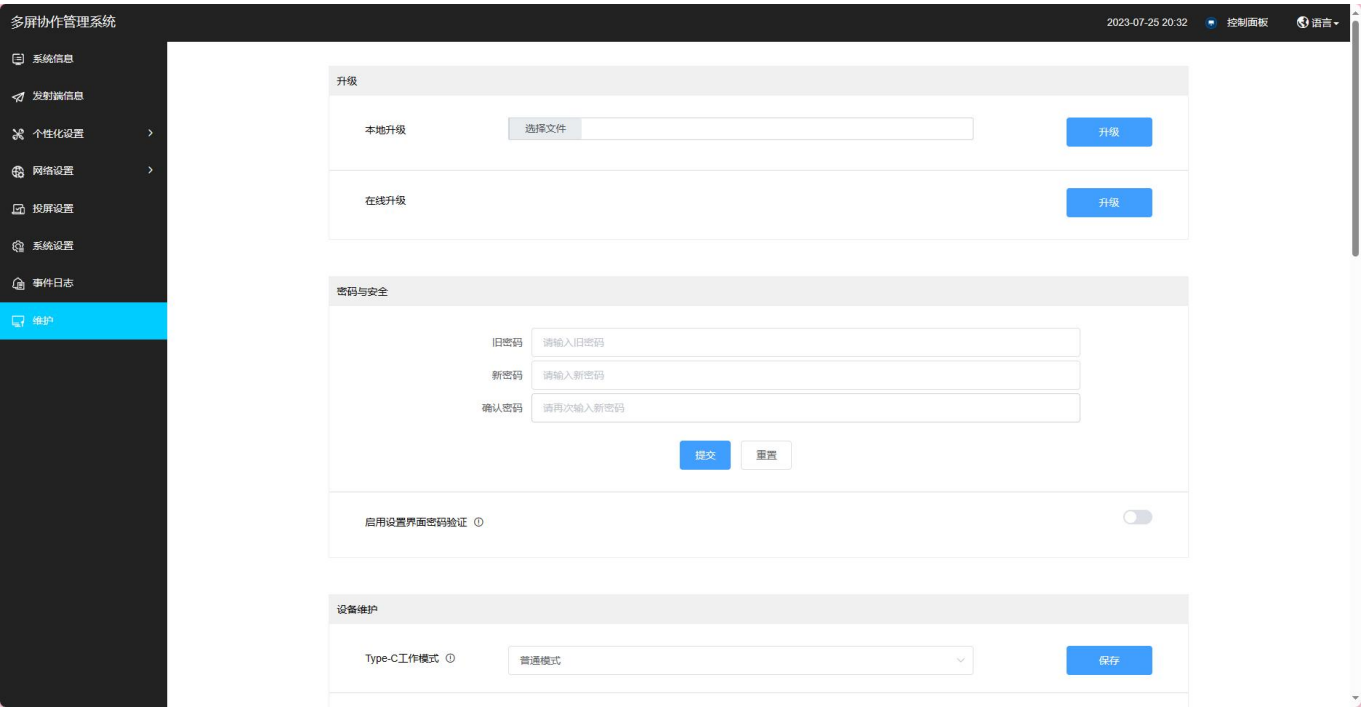 多屏协作管理系统
2023-07-25 20:32 控制面板 语言
系统信息
发射端信息
个性化设置
网络设置
投屏设置
系统设置
事件日志
维护
升级
本地升级 选择文件 升级
在线升级 升级
密码与安全
旧密码 请输入旧密码
新密码 请输入新密码
确认密码 请再次输入新密码
提交 重置
启用设置界面密码验证
设备维护
Type-C工作模式 普通模式 保存